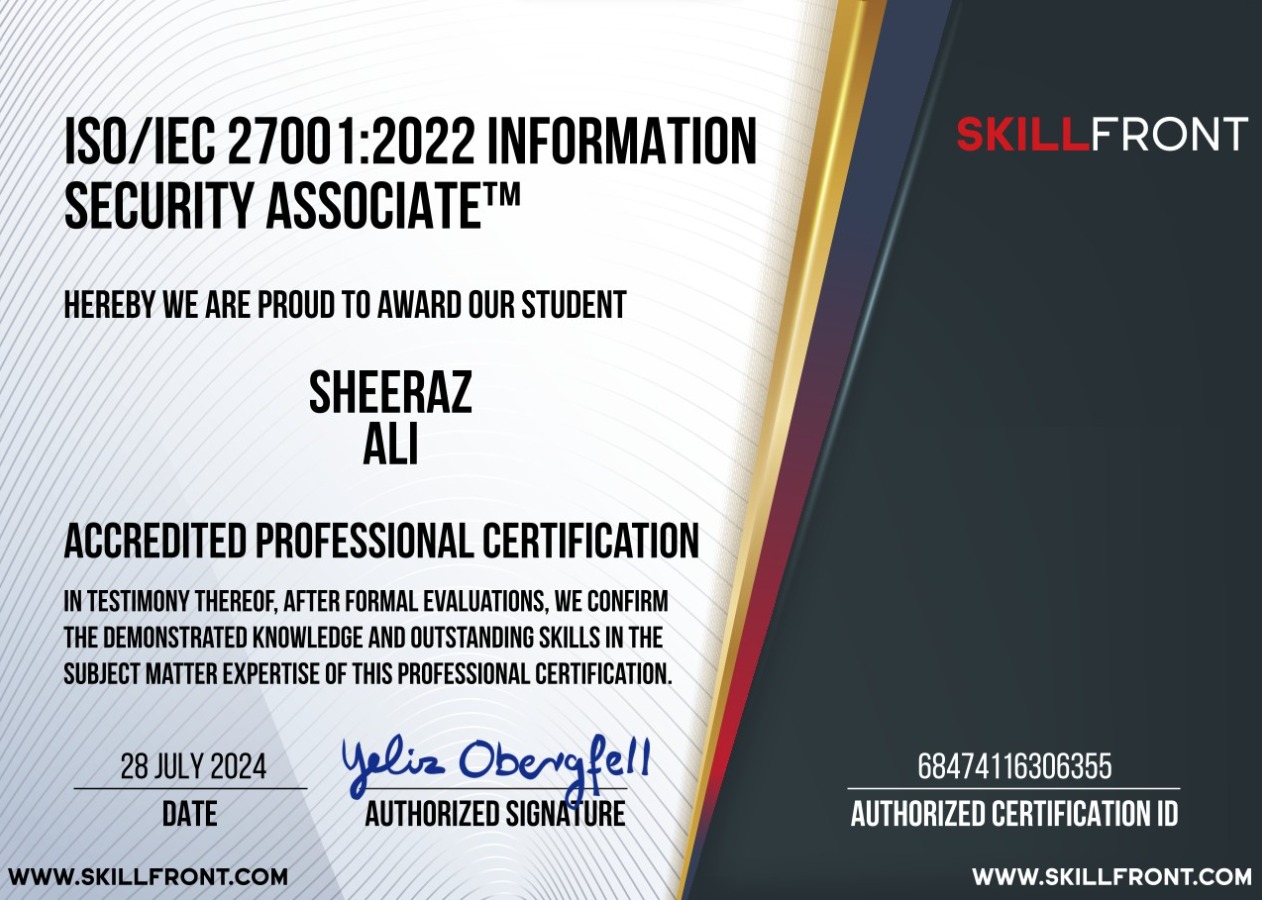 ISO/IEC 27001:2022 INFORMATION
SECURITY ASSOCIATE™
SKILLFRONT
HEREBY WE ARE PROUD TO AWARD OUR STUDENT
SHEERAZ
ALI
ACCREDITED PROFESSIONAL CERTIFICATION
IN TESTIMONY THEREOF, AFTER FORMAL EVALUATIONS, WE CONFIRM
THE DEMONSTRATED KNOWLEDGE AND OUTSTANDING SKILLS IN THE
SUBJECT MATTER EXPERTISE OF THIS PROFESSIONAL CERTIFICATION.
28 JULY 2024
DATE
Yeliz Obergfell
AUTHORIZED SIGNATURE
68474116306355
AUTHORIZED CERTIFICATION ID
WWW.SKILLFRONT.COM
WWW.SKILLFRONT.COM